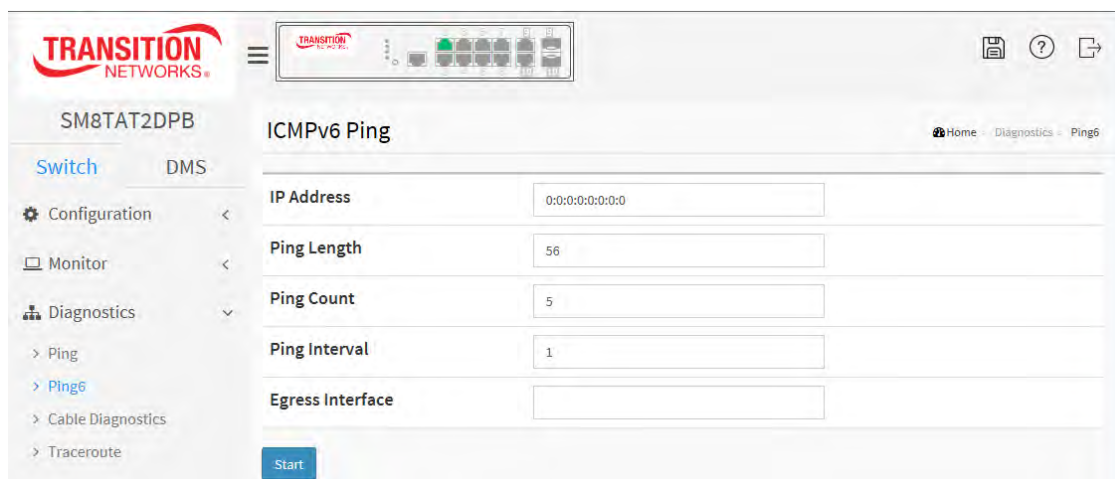 TRANSITION
NETWORKS®
TRANSITION
SM8TAT2DPB
Switch
DMS
Configuration
Monitor
Diagnostics
> Ping
> Ping6
> Cable Diagnostics
> Traceroute
ICMPv6 Ping
Home Diagnostics Ping6
IP Address
0:0:0:0:0:0:0:0
Ping Length
56
Ping Count
5
Ping Interval
1
Egress Interface
Start